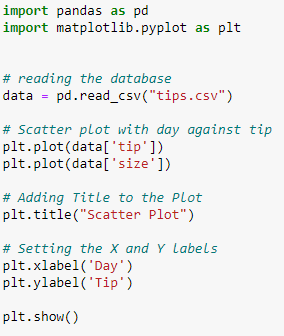 import pandas as pd
import matplotlib.pyplot as plt
# reading the database
data = pd.read_csv("tips.csv")
# Scatter plot with day against tip
plt.plot(data['tip'])
plt.plot(data['size'])
# Adding Title to the Plot
plt.title("Scatter Plot")
# Setting the X and Y labels
plt.xlabel('Day')
plt.ylabel('Tip')
plt.show()